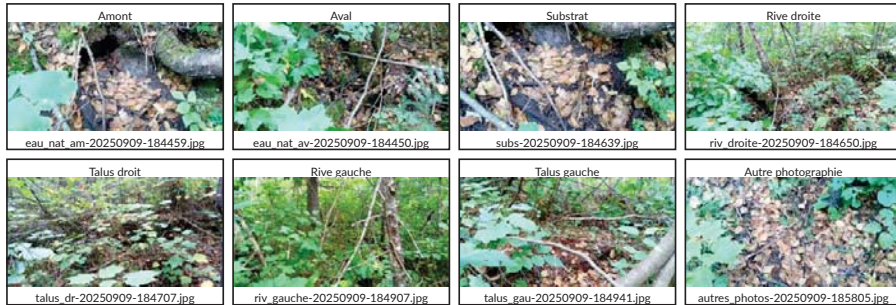 Amont
Aval
Substrat
Rive droite
eau_nat_am-20250909-184459.jpg
eau_nat_av-20250909-184450.jpg
subs-20250909-184639.jpg
riv_droite-20250909-184650.jpg
Talus droit
Rive gauche
Talus gauche
Autre photographie
talus_dr-20250909-184707.jpg
riv_gauche-20250909-184907.jpg
talus_gau-20250909-184941.jpg
autres_photos-20250909-185805.jpg